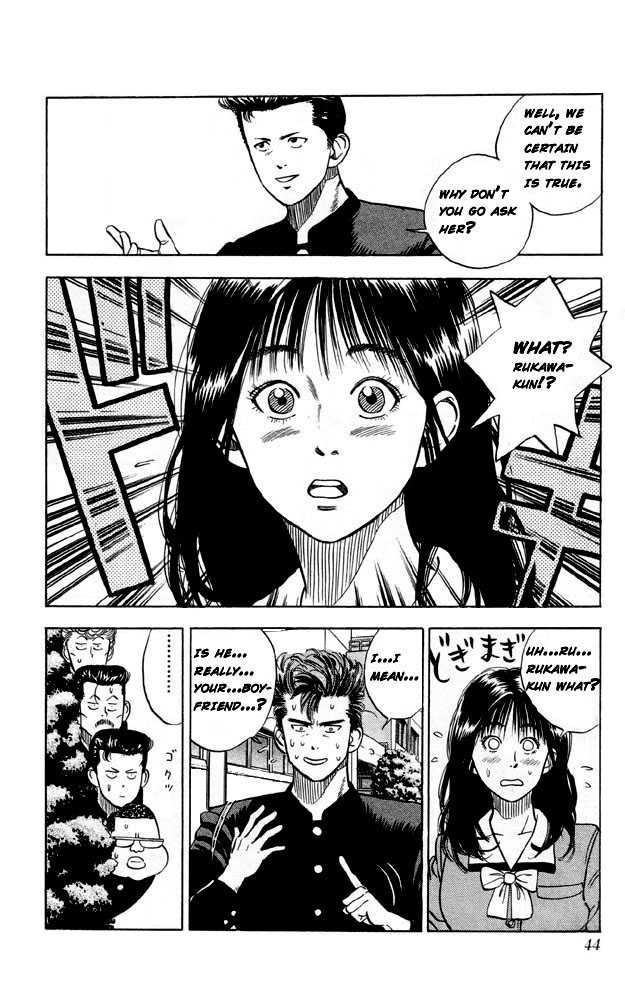 WELL, WE
CAN'T BE
CERTAIN
THAT THIS
IS TRUE.
WHY DON'T
YOU GO ASK
HER?
WHAT?
RUKAWA-
KUN!?
UH...RU...
RUKAWA-
KUN WHAT?
どぎまぎ
I...I
MEAN...
IS HE...
REALLY...
YOUR...BOY-
FRIEND...?
.........
ゴクッ
44